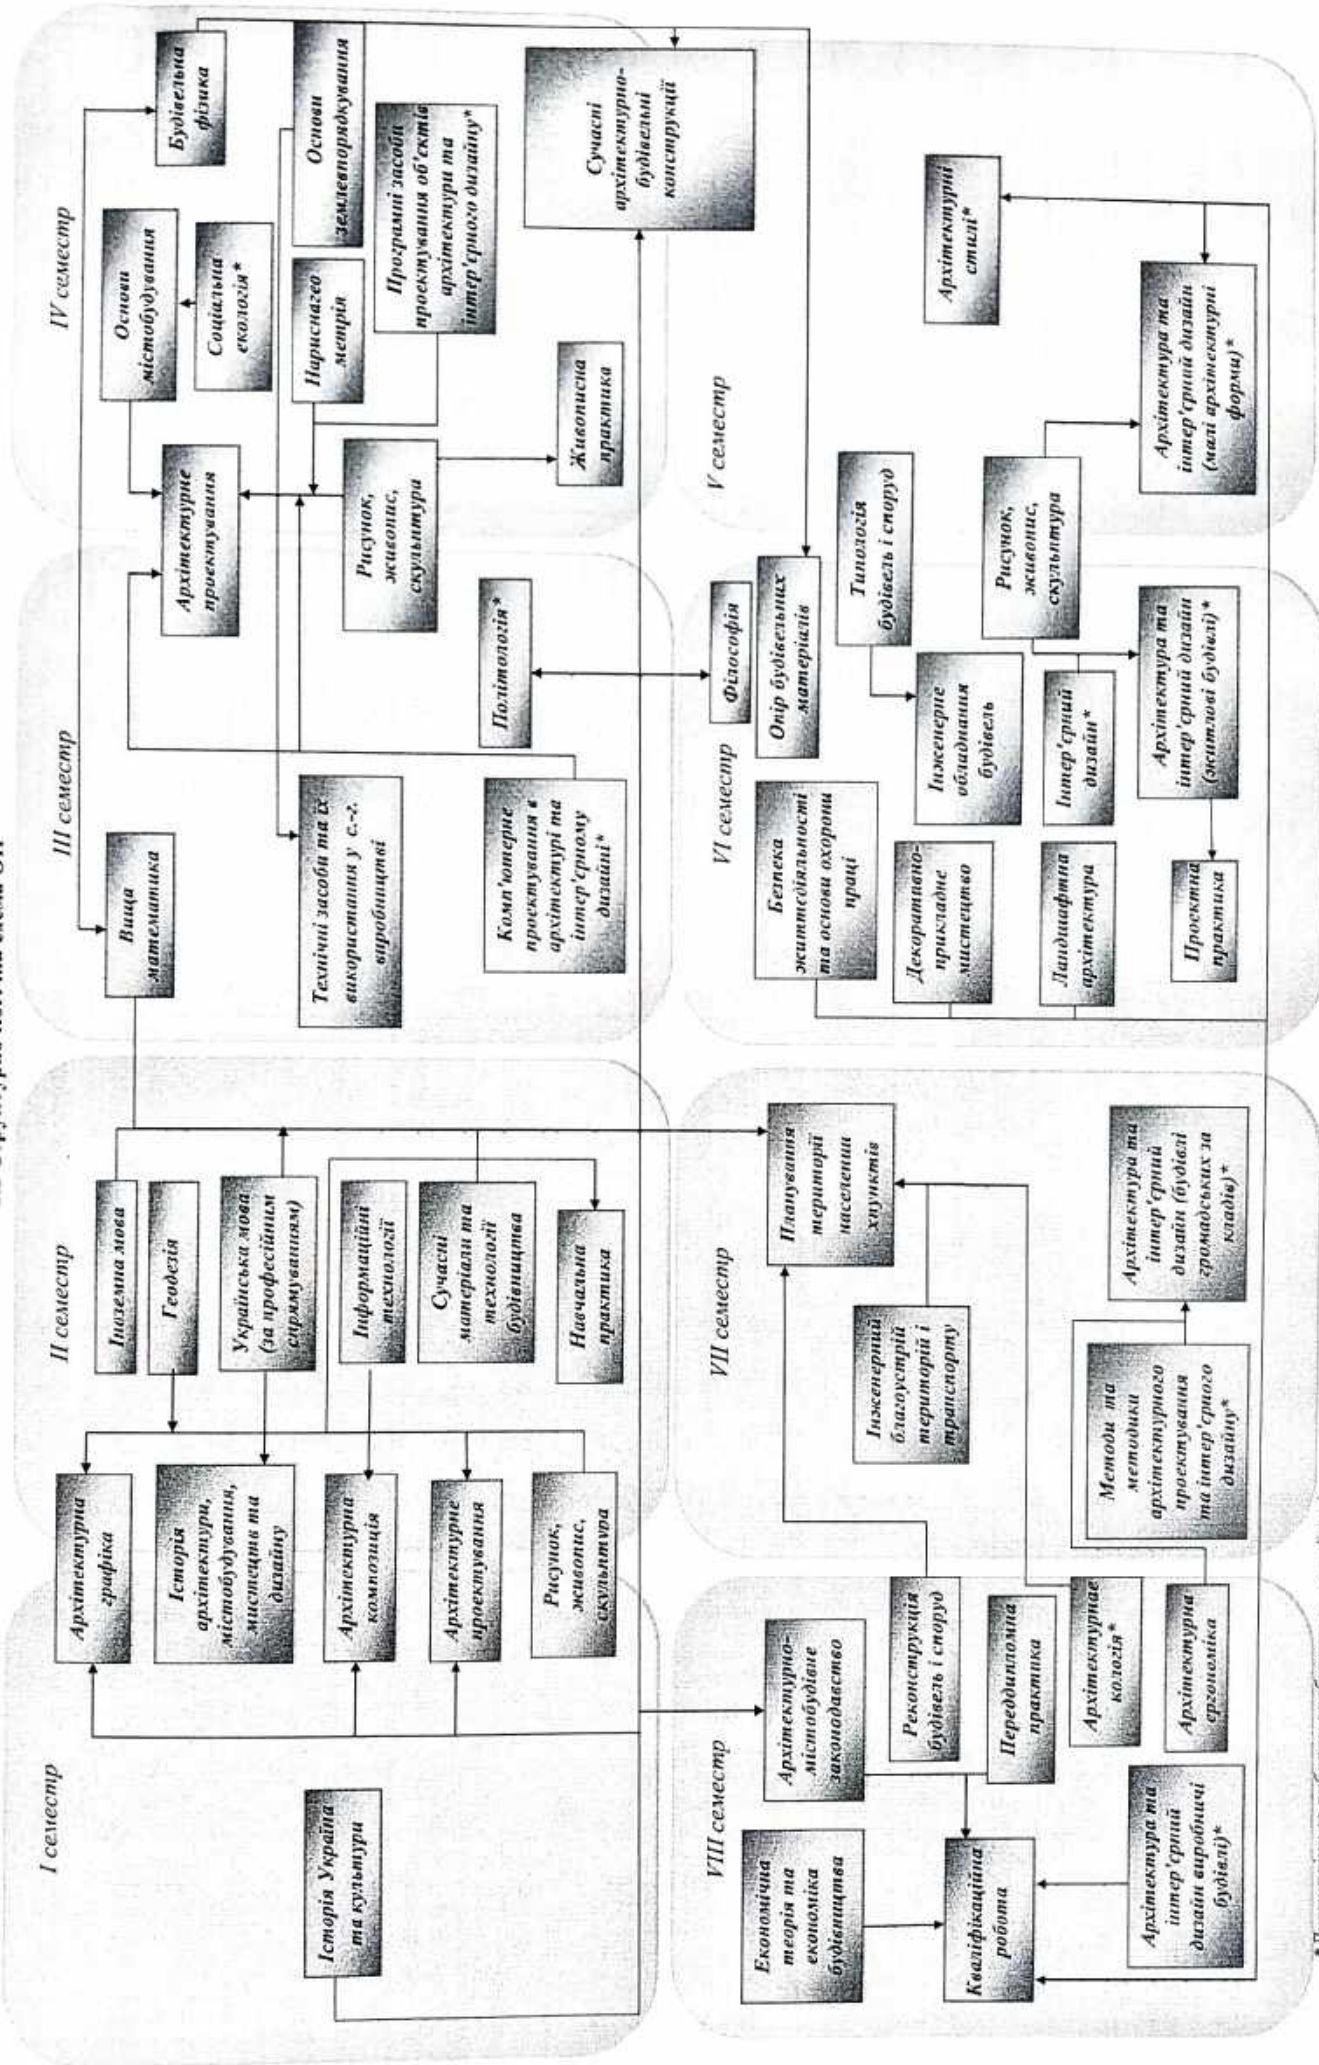 I семестр
Історія Україна
та культури
Архітектурна
графіка
Історія
архітектури,
містобудування,
мистецтв та
дизайну
Архітектурна
композиція
Архітектурне
проектування
Рисунок,
живопис,
скульптура
II семестр
Іноземна мова
Геодезія
Українська мова
(за професійним
спрямуванням)
Інформаційні
технології
Сучасні
матеріали та
технології
будівництва
Навчальна
практика
III семестр
Вища
математика
Технічні засоби та їх
використання у с.-г.
виробництві
Комп'ютерне
проектування в
архітектурі та
інтер'єрному
дизайні*
Політологія*
Архітектурне
проектування
Рисунок,
живопис,
скульптура
IV семестр
Основи
містобудування
Соціальна
екологія*
Будівельна
фізика
Основи
землевпорядкування
Нариснагео
метрія
Програмні засоби
проектування об'єктів
архітектури та
інтер'єрного дизайну*
Живописна
практика
Сучасні
архітектурно-
будівельні
конструкції
VIII семестр
Економічна
теорія та
економіка
будівництва
Кваліфікаційна
робота
Архітектурно-
містобудівне
законодавство
Реконструкція
будівель і споруд
Переддипломна
практика
Архітектурнае
кологія*
Архітектурна
ергономіка
Архітектура та
інтер'єрний
дизайн виробничі
будівлі)*
VII семестр
Планування
території
населених
хпунктів
Інженерний
благоустрій
територій і
транспорту
Методи та
методики
архітектурного
проектування
та інтер'єрного
дизайну*
Архітектура та
інтер'єрний
дизайн (будівлі
громадських за
кладів)*
VI семестр
Філософія
Опір будівельних
матеріалів
Безпека
життєдіяльності
та основи охорони
праці
Декоративно-
прикладне
мистецтво
Інженерне
обладнання
будівель
Ландшафтна
архітектура
Інтер'єрний
дизайн*
Архітектура та
інтер'єрний дизайн
(житлові будівлі)*
Проектна
практика
V семестр
Типологія
будівель і споруд
Рисунок,
живопис,
скульптура
Архітектурні
стилі*
Архітектура та
інтер'єрний дизайн
(малі архітектурні
форми)*